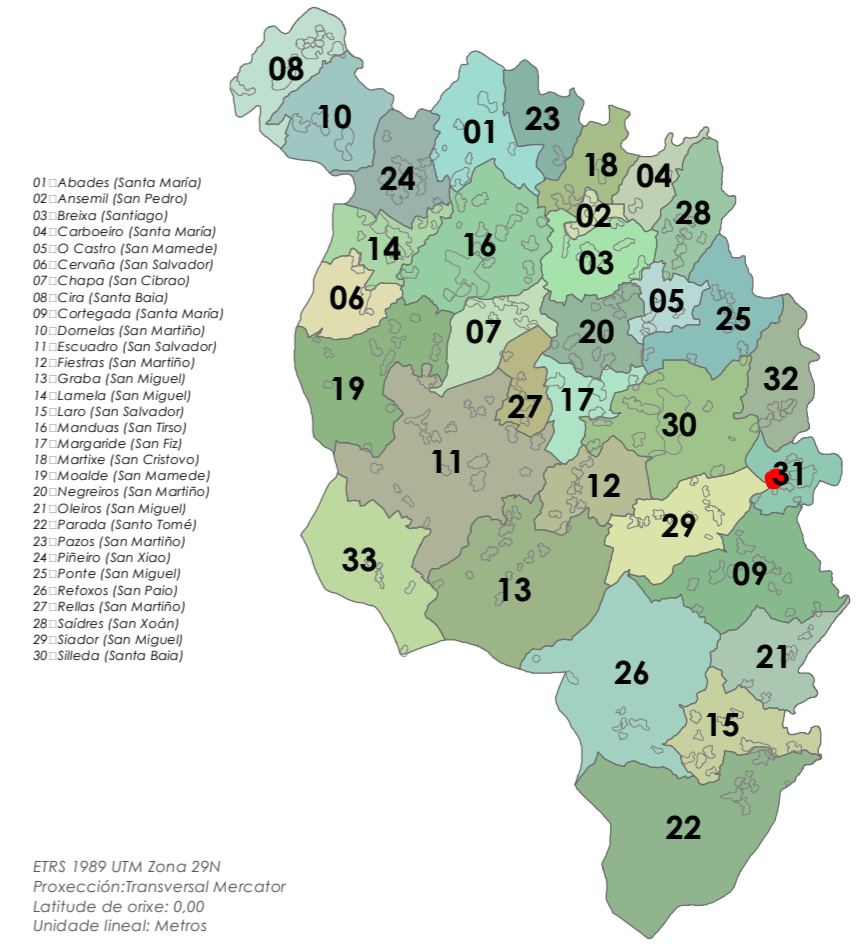 08
10
01
23
24
18
04
02
28
14
16
03
06
05
07
20
25
19
32
27
17
30
11
31
12
29
33
13
09
26
21
15
22
01□Abades (Santa María)
02□Ansemil (San Pedro)
03□Breixa (Santiago)
04□Carboeiro (Santa María)
05□O Castro (San Mamede)
06□Cervaña (San Salvador)
07□Chapa (San Cibrao)
08□Cira (Santa Baia)
09□Cortegada (Santa María)
10□Dornelas (San Martiño)
11□Escuadro (San Salvador)
12□Fiestras (San Martiño)
13□Graba (San Miguel)
14□Lamela (San Miguel)
15□Laro (San Salvador)
16□Manduas (San Tirso)
17□Margaride (San Fiz)
18□Martixe (San Cristovo)
19□Moalde (San Mamede)
20□Negreiros (San Martiño)
21□Oleiros (San Miguel)
22□Parada (Santo Tomé)
23□Pazos (San Martiño)
24□Piñeiro (San Xiao)
25□Ponte (San Miguel)
26□Refoxos (San Paio)
27□Rellas (San Martiño)
28□Saídres (San Xoán)
29□Siador (San Miguel)
30□Silleda (Santa Baia)
ETRS 1989 UTM Zona 29N
Proxección:Transversal Mercator
Latitude de orixe: 0,00
Unidade lineal: Metros